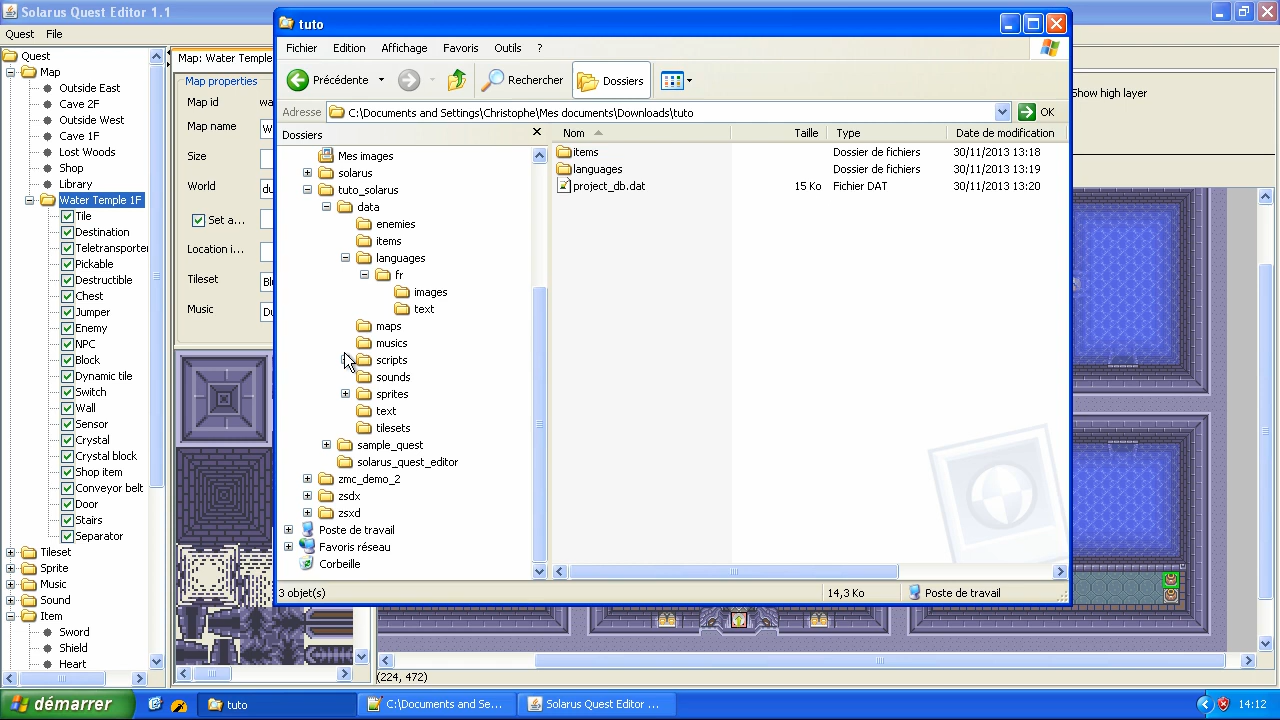 Solarus Quest Editor 1.1
Quest File
Quest
Map
Outside East
Cave 2F
Outside West
Cave 1F
Lost Woods
Shop
Library
Water Temple 1F
Tile
Destination
Teletransporter
Pickable
Destructible
Chest
Jumper
Enemy
NPC
Block
Dynamic tile
Switch
Wall
Sensor
Crystal
Crystal block
Shop item
Conveyor belt
Door
Stairs
Separator
Tileset
Sprite
Music
Sound
Item
Sword
Shield
Heart
Map: Water Temple
Map properties
Map id wa
Map name W
Size
World du
Set a...
Location i...
Tileset Bl
Music Du
Show high layer
(224, 472)
tuto
Fichier Affichage Favoris Outils ?
Précédente Rechercher Dossiers
Adresse C:\Documents and Settings\Christophe\Mes documents\Downloads\tuto OK
Dossiers
Mes images
solarus
tuto_solarus
data
enemies
items
languages
fr
images
text
maps
musics
scripts
sounds
sprites
text
tilesets
solarus_quest_editor
zmc_demo_2
zsdx
zsxd
Poste de travail
Favoris réseau
Corbeille
Nom Taille Type Date de modification
items Dossier de fichiers 30/11/2013 13:18
languages Dossier de fichiers 30/11/2013 13:19
project_db.dat 15 Ko Fichier DAT 30/11/2013 13:20
3 objet(s) 14,3 Ko Poste de travail
démarrer tuto C:\Documents and Se... Solarus Quest Editor ... 14:12